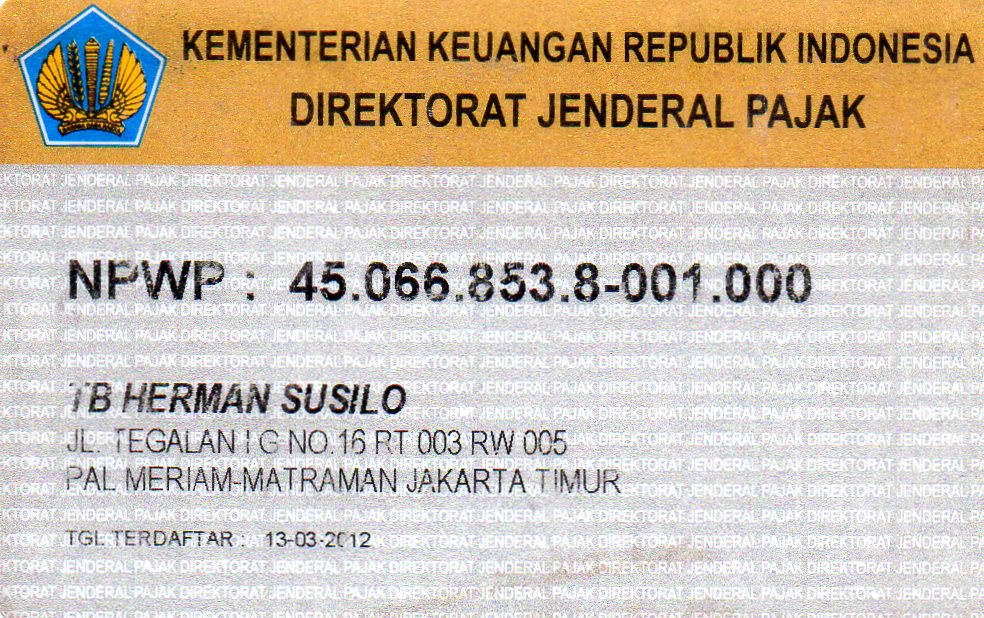 KEMENTERIAN KEUANGAN REPUBLIK INDONESIA
DIREKTORAT JENDERAL PAJAK
NPWP : 45.066.853.8-001.000
TB HERMAN SUSILO
JL. TEGALAN I G NO.16 RT 003 RW 005
PAL MERIAM-MATRAMAN JAKARTA TIMUR
TGL TERDAFTAR : 13-03-2012